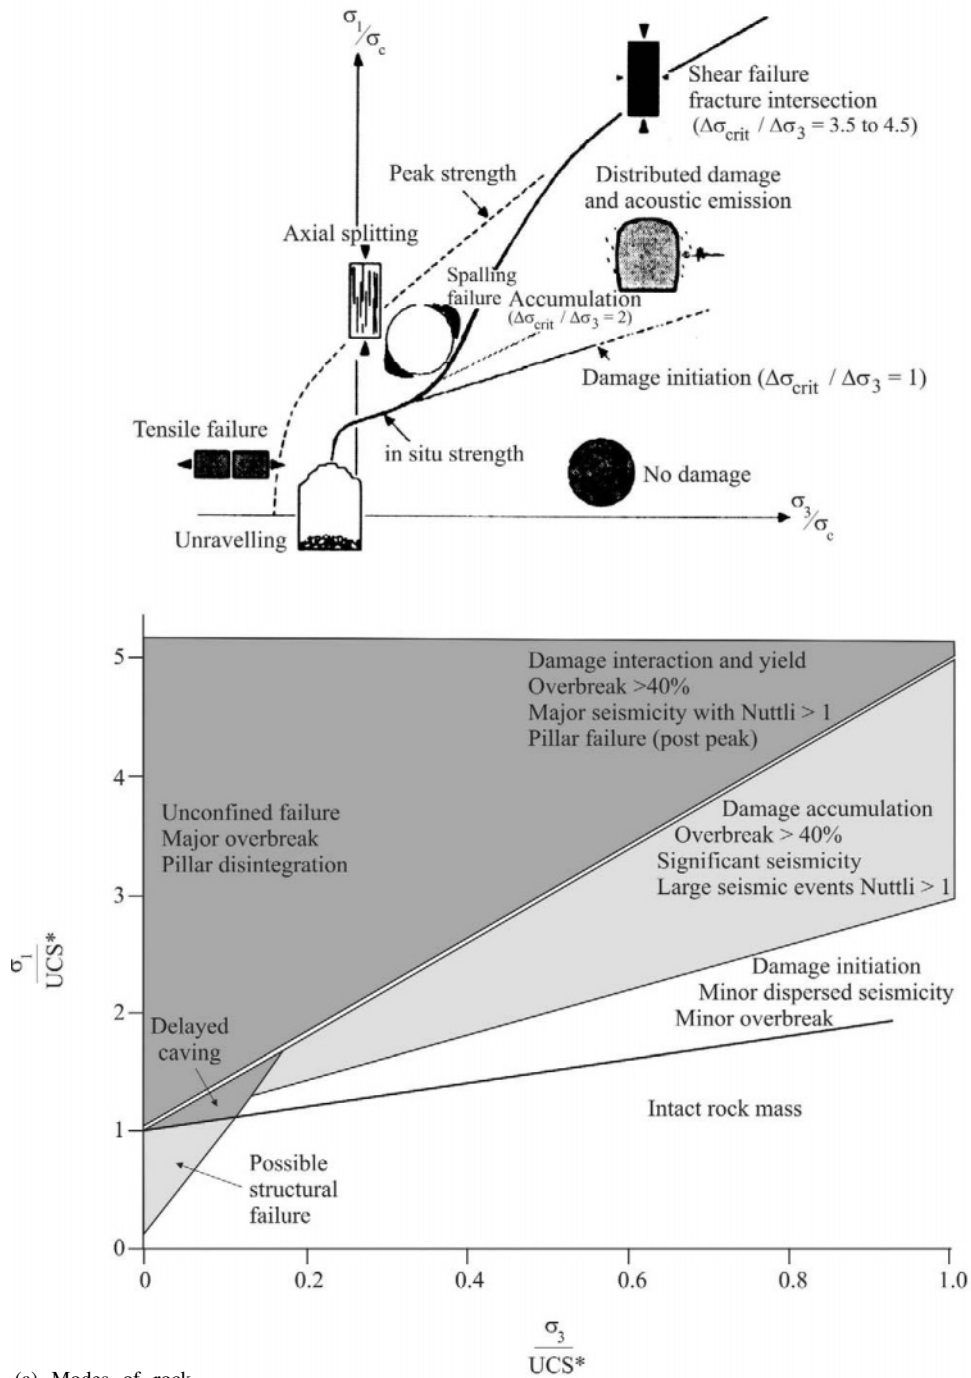 σ1/σc
Shear failure
fracture intersection
(Δσcrit / Δσ3 = 3.5 to 4.5)
Peak strength
Distributed damage
and acoustic emission
Axial splitting
Spalling
failure
Accumulation
(Δσcrit / Δσ3 = 2)
Damage initiation (Δσcrit / Δσ3 = 1)
Tensile failure
in situ strength
No damage
σ3/σc
Unravelling
5
Damage interaction and yield
Overbreak >40%
Major seismicity with Nuttli > 1
Pillar failure (post peak)
4
Unconfined failure
Major overbreak
Pillar disintegration
Damage accumulation
Overbreak > 40%
Significant seismicity
Large seismic events Nuttli > 1
3
σ1
UCS*
Damage initiation
Minor dispersed seismicity
Minor overbreak
2
Delayed
caving
Intact rock mass
1
Possible
structural
failure
0
0 0.2 0.4 0.6 0.8 1.0
σ3
UCS*
(a) Modes of rock